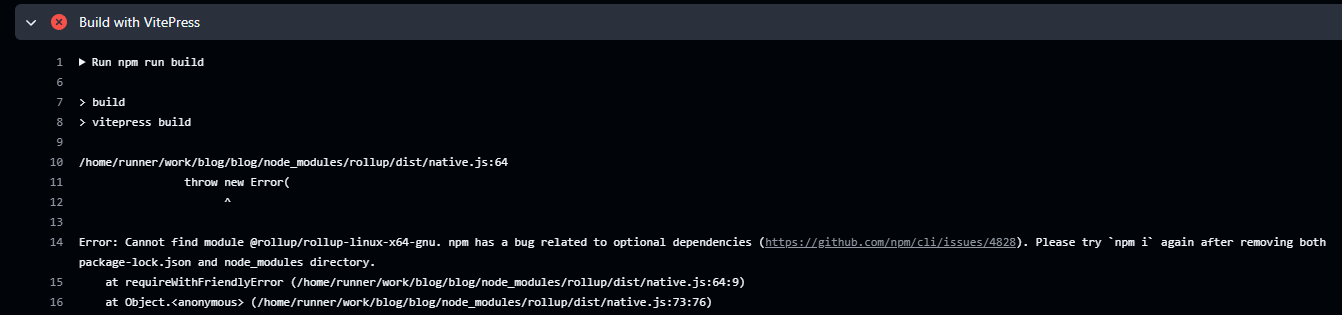 Build with VitePress
1 ▶ Run npm run build
6
7 > build
8 > vitepress build
9
10 /home/runner/work/blog/blog/node_modules/rollup/dist/native.js:64
11 throw new Error(
12 ^
13
14 Error: Cannot find module @rollup/rollup-linux-x64-gnu. npm has a bug related to optional dependencies (https://github.com/npm/cli/issues/4828). Please try `npm i` again after removing both
package-lock.json and node_modules directory.
15 at requireWithFriendlyError (/home/runner/work/blog/blog/node_modules/rollup/dist/native.js:64:9)
16 at Object.<anonymous> (/home/runner/work/blog/blog/node_modules/rollup/dist/native.js:73:76)